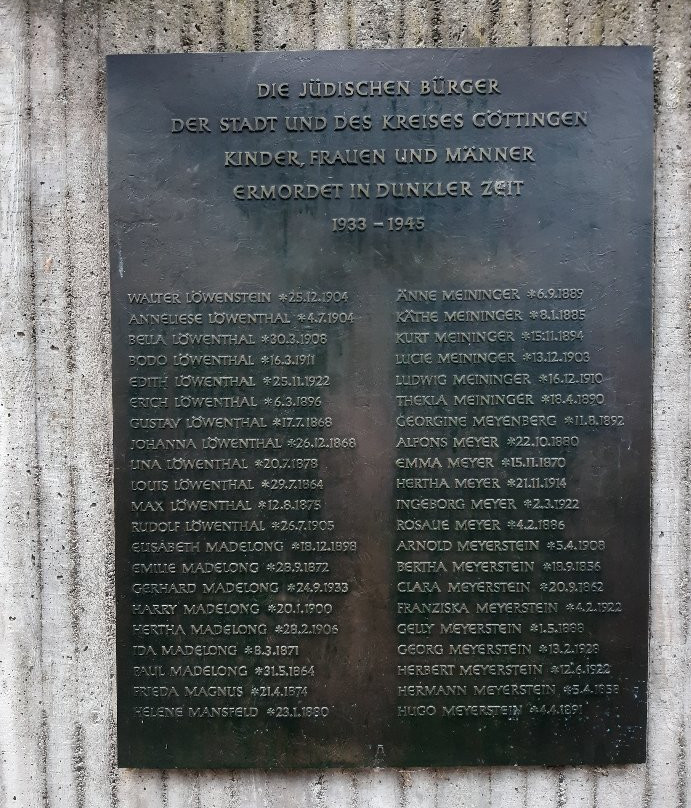 DIE JÜDISCHEN BÜRGER
DER STADT UND DES KREISES GÖTTINGEN
KINDER, FRAUEN UND MÄNNER
ERMORDET IN DUNKLER ZEIT
1933 – 1945
WALTER LÖWENSTEIN *25.12.1904
ANNELIESE LÖWENTHAL *4.7.1904
BELLA LÖWENTHAL *30.3.1908
BODO LÖWENTHAL *16.3.1911
EDITH LÖWENTHAL *25.11.1922
ERICH LÖWENTHAL *6.3.1896
GUSTAV LÖWENTHAL *17.7.1868
JOHANNA LÖWENTHAL *26.12.1868
LINA LÖWENTHAL *20.7.1878
LOUIS LÖWENTHAL *29.7.1864
MAX LÖWENTHAL *12.8.1875
RUDOLF LÖWENTHAL *26.7.1905
ELISABETH MADELONG *18.12.1898
EMILIE MADELONG *28.9.1872
GERHARD MADELONG *24.9.1933
HARRY MADELONG *20.1.1900
HERTHA MADELONG *28.2.1906
IDA MADELONG *8.3.1871
PAUL MADELONG *31.5.1864
FRIEDA MAGNUS *21.4.1874
HELENE MANSFELD *23.1.1880
ÄNNE MEININGER *6.9.1889
KÄTHE MEININGER *8.1.1885
KURT MEININGER *15.11.1894
LUCIE MEININGER *13.12.1903
LUDWIG MEININGER *16.12.1910
THEKLA MEININGER *18.4.1890
GEORGINE MEYENBERG *11.8.1892
ALFONS MEYER *22.10.1880
EMMA MEYER *15.11.1870
HERTHA MEYER *21.11.1914
INGEBORG MEYER *2.3.1922
ROSALIE MEYER *4.2.1886
ARNOLD MEYERSTEIN *5.4.1908
BERTHA MEYERSTEIN *18.9.1856
CLARA MEYERSTEIN *20.9.1862
FRANZISKA MEYERSTEIN *4.2.1922
GELLY MEYERSTEIN *1.5.1898
GEORG MEYERSTEIN *13.2.1928
HERBERT MEYERSTEIN *12.6.1922
HERMANN MEYERSTEIN
HUGO MEYERSTEIN *4.4.1891